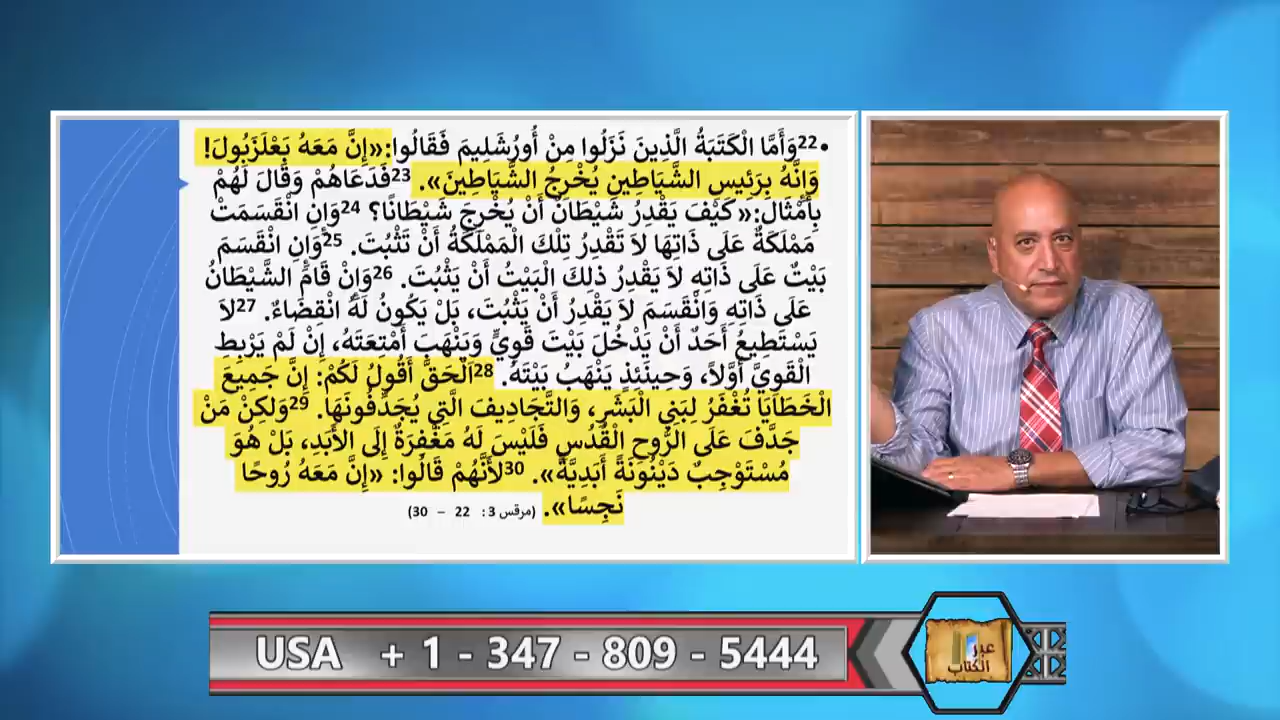 •22وَأَمَّا الْكَتَبَةُ الَّذِينَ نَزَلُوا مِنْ أُورُشَلِيمَ فَقَالُوا:«إِنَّ مَعَهُ بَعْلَزَبُولَ!
وَإِنَّهُ بِرَئِيسِ الشَّيَاطِينِ يُخْرِجُ الشَّيَاطِينَ». 23فَدَعَاهُمْ وَقَالَ لَهُمْ
بِأَمْثَال:«كَيْفَ يَقْدِرُ شَيْطَانٌ أَنْ يُخْرِجَ شَيْطَانًا؟ 24وَإِنِ انْقَسَمَتْ
مَمْلَكَةٌ عَلَى ذَاتِهَا لاَ تَقْدِرُ تِلْكَ الْمَمْلَكَةُ أَنْ تَثْبُتَ. 25وَإِنِ انْقَسَمَ
بَيْتٌ عَلَى ذَاتِهِ لاَ يَقْدِرُ ذلِكَ الْبَيْتُ أَنْ يَثْبُتَ. 26وَإِنْ قَامَ الشَّيْطَانُ
عَلَى ذَاتِهِ وَانْقَسَمَ لاَ يَقْدِرُ أَنْ يَثْبُتَ، بَلْ يَكُونُ لَهُ انْقِضَاءٌ. 27لاَ
يَسْتَطِيعُ أَحَدٌ أَنْ يَدْخُلَ بَيْتَ قَوِيٍّ وَيَنْهَبَ أَمْتِعَتَهُ، إِنْ لَمْ يَرْبِطِ
الْقَوِيَّ أَوَّلاً، وَحِينَئِذٍ يَنْهَبُ بَيْتَهُ. 28اَلْحَقَّ أَقُولُ لَكُمْ: إِنَّ جَمِيعَ
الْخَطَايَا تُغْفَرُ لِبَنِي الْبَشَرِ، وَالتَّجَادِيفَ الَّتِي يُجَدِّفُونَهَا. 29وَلكِنْ مَنْ
جَدَّفَ عَلَى الرُّوحِ الْقُدُسِ فَلَيْسَ لَهُ مَغْفِرَةٌ إِلَى الأَبَدِ، بَلْ هُوَ
مُسْتَوْجِبٌ دَيْنُونَةً أَبَدِيَّةً». 30لأَنَّهُمْ قَالُوا: «إِنَّ مَعَهُ رُوحًا
نَجِسًا». (مرقس 3: 22 – 30)
USA + 1 - 347 - 809 - 5444
عبر
الكتاب